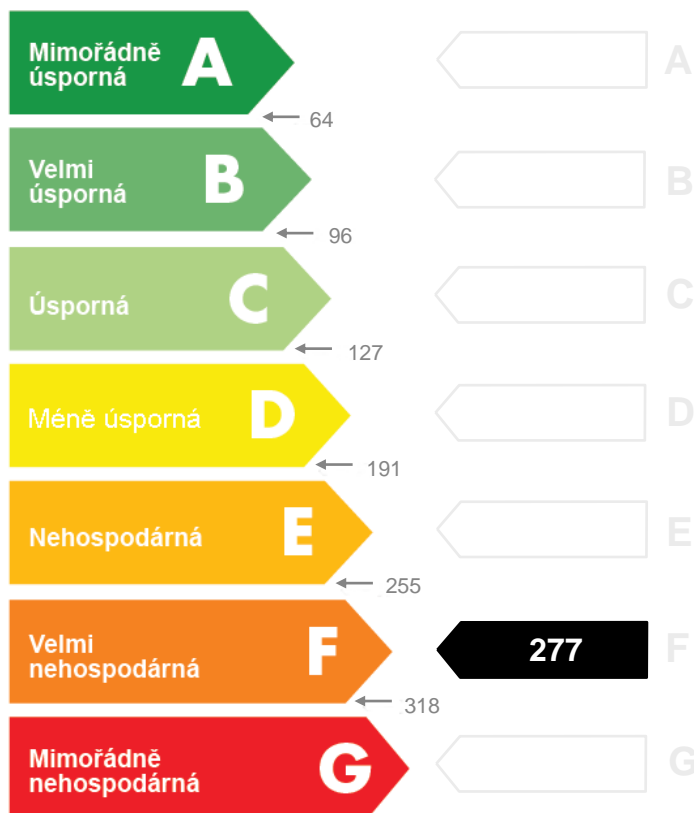 Mimořádně
úsporná
A
A
64
Velmi
úsporná
B
B
96
Úsporná
C
C
127
Méně úsporná
D
D
191
Nehospodárná
E
E
255
Velmi
nehospodárná
F
277
F
318
Mimořádně
nehospodárná
G
G